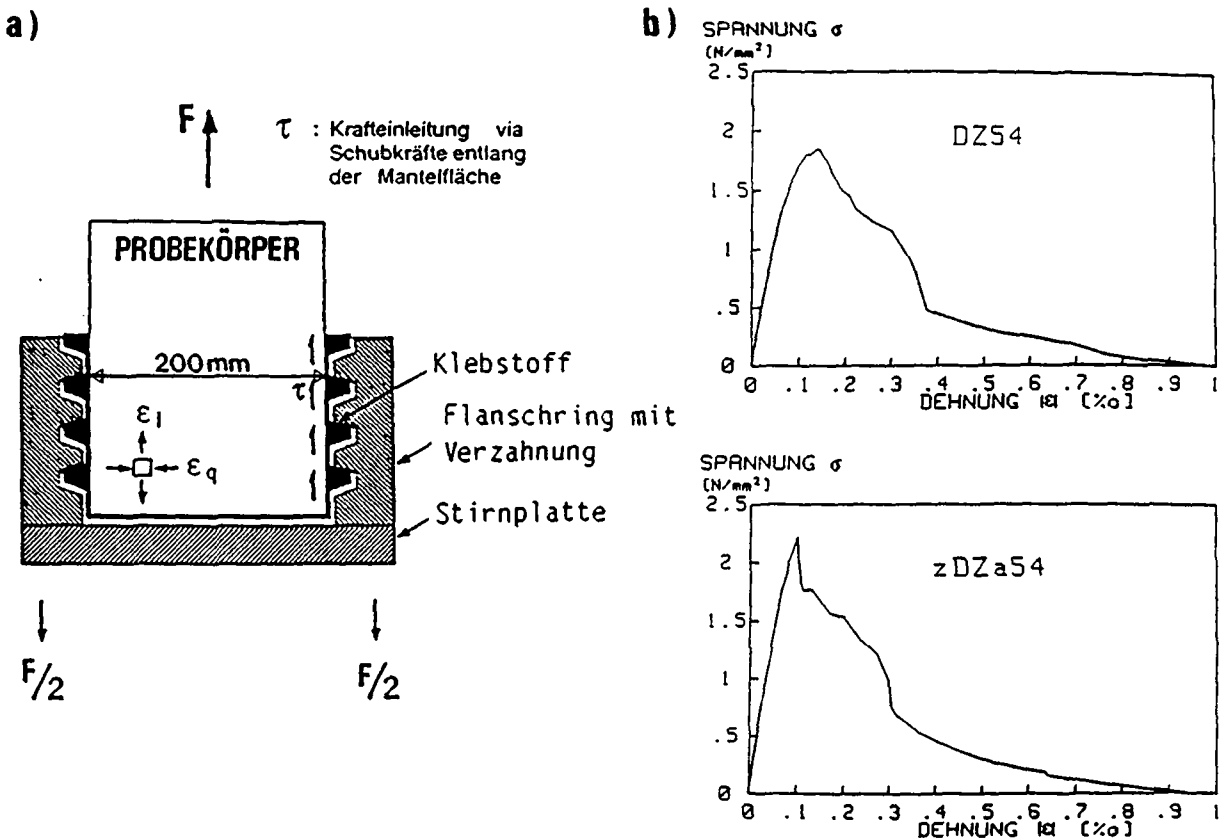 a)
F
τ : Krafteinleitung via
Schubkräfte entlang
der Mantelfläche
PROBEKÖRPER
200mm
τ
εl
εq
Klebstoff
Flanschring mit
Verzahnung
Stirnplatte
F/2
F/2
b)
SPANNUNG σ
[N/mm²]
2.5
2
1.5
1
.5
0
DZ54
0 .1 .2 .3 .4 .5 .6 .7 .8 .9 1
DEHNUNG [‰]
SPANNUNG σ
[N/mm²]
2.5
2
1.5
1
.5
0
zDZa54
0 .1 .2 .3 .4 .5 .6 .7 .8 .9 1
DEHNUNG [‰]